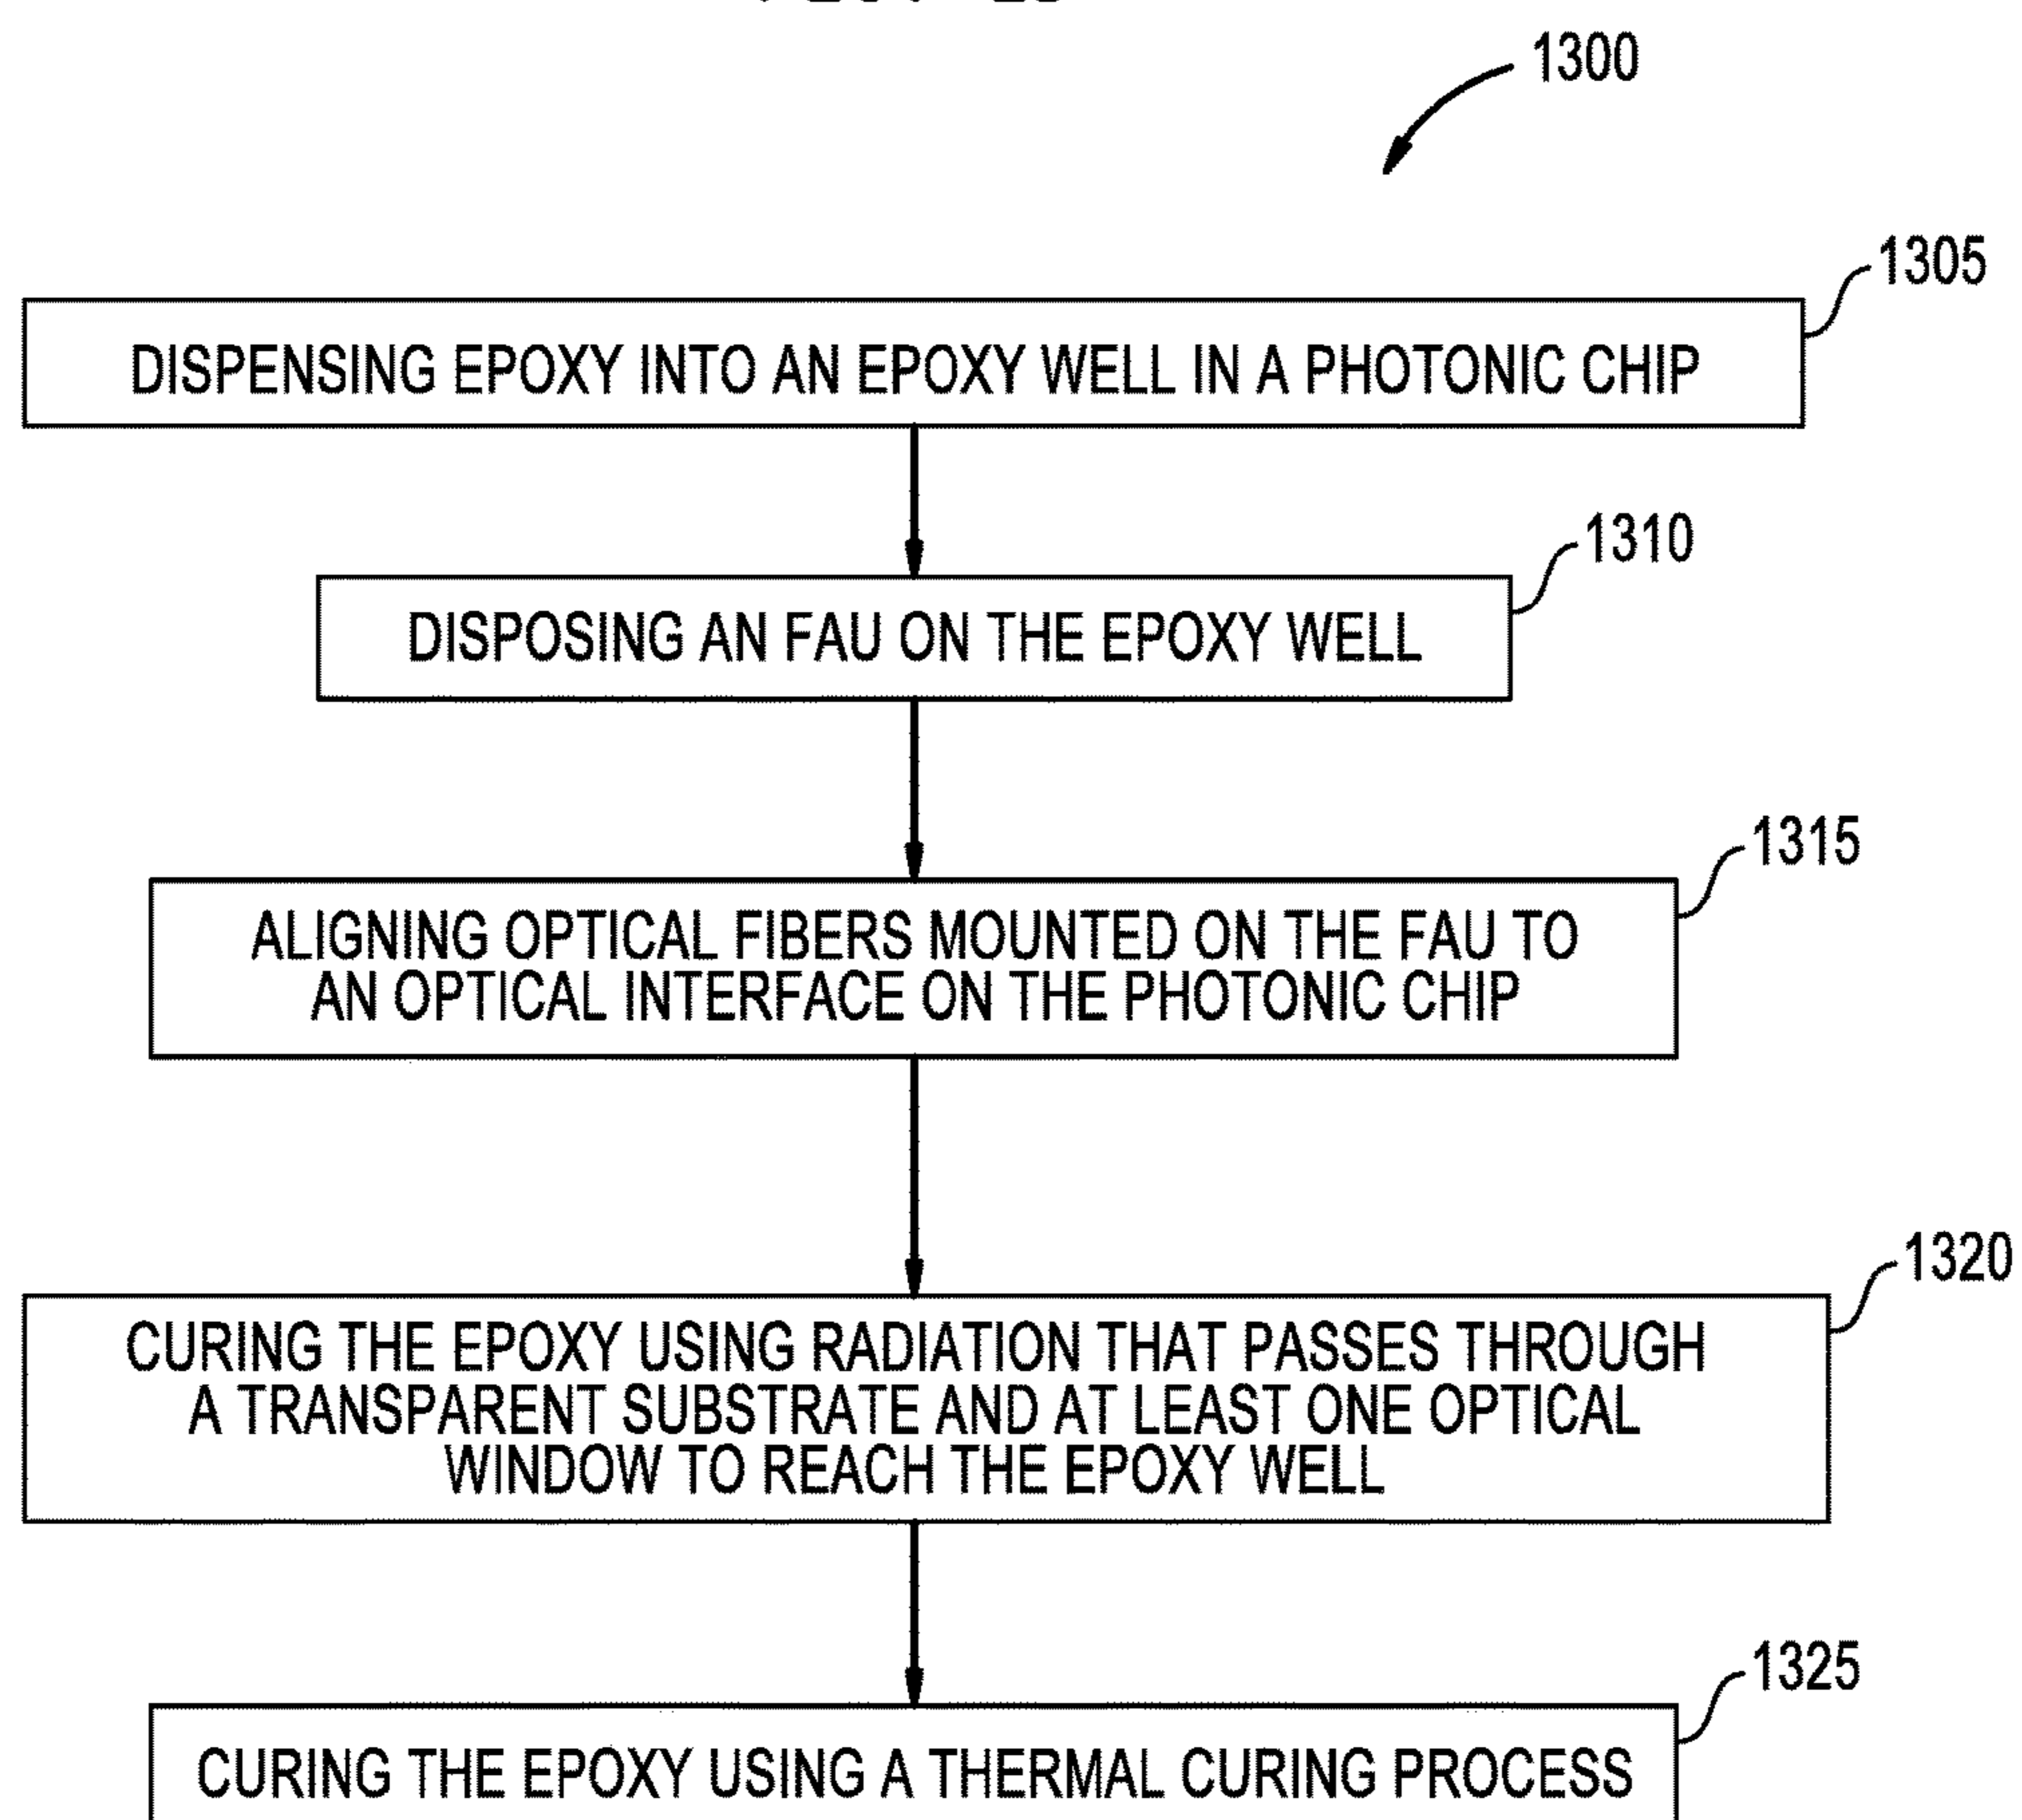 1300
1305
DISPENSING EPOXY INTO AN EPOXY WELL IN A PHOTONIC CHIP
1310
DISPOSING AN FAU ON THE EPOXY WELL
1315
ALIGNING OPTICAL FIBERS MOUNTED ON THE FAU TO
AN OPTICAL INTERFACE ON THE PHOTONIC CHIP
1320
CURING THE EPOXY USING RADIATION THAT PASSES THROUGH
A TRANSPARENT SUBSTRATE AND AT LEAST ONE OPTICAL
WINDOW TO REACH THE EPOXY WELL
1325
CURING THE EPOXY USING A THERMAL CURING PROCESS